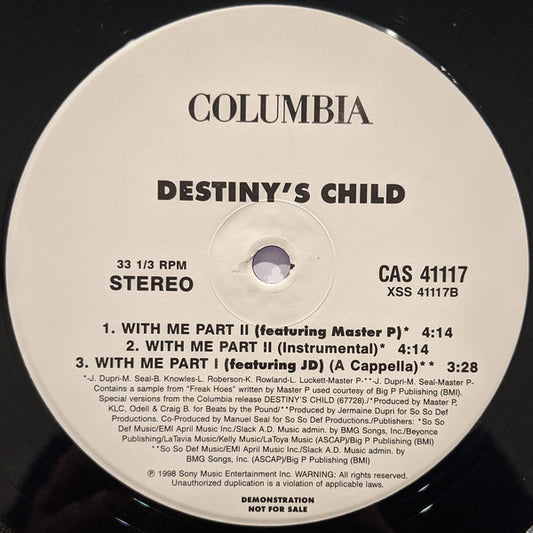 COLUMBIA
DESTINY'S CHILD
33 1/3 RPM
STEREO
CAS 41117
XSS 41117B
1. WITH ME PART II (featuring Master P)* 4:14
2. WITH ME PART II (Instrumental)* 4:14
3. WITH ME PART I (featuring JD) (A Cappella)** 3:28
*-J. Dupri-M. Seal-B. Knowles-L. Roberson-K. Rowland-L. Luckett-Master P-**-J. Dupri-M. Seal-Master P-
Contains a sample from "Freak Hoes" written by Master P used courtesy of Big P Publishing (BMI).
Special versions from the Columbia release DESTINY'S CHILD (67728)/*Produced by Master P,
KLC, Odell & Craig B. for Beats by the Pound/**Produced by Jermaine Dupri for So So Def
Productions. Co-Produced by Manuel Seal for So So Def Productions/Publishers: *So So
Def Music/EMI April Music Inc./Slack A.D. Music admin. by BMG Songs, Inc./Beyonce
Publishing/LaTavia Music/Kelly Music/LaToya Music (ASCAP)/Big P Publishing (BMI)
**So So Def Music/EMI April Music Inc./Slack A.D. Music admin. by
BMG Songs, Inc. (ASCAP)/Big P Publishing (BMI)
℗ 1998 Sony Music Entertainment Inc. WARNING: All rights reserved.
Unauthorized duplication is a violation of applicable laws.
DEMONSTRATION
NOT FOR SALE